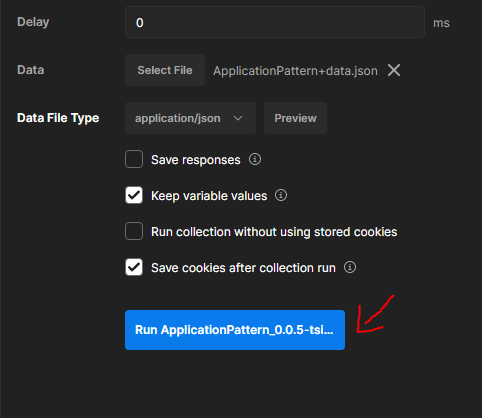 Delay 0 ms
Data Select File ApplicationPattern+data.json
Data File Type application/json Preview
Save responses
Keep variable values
Run collection without using stored cookies
Save cookies after collection run
Run ApplicationPattern_0.0.5-tsi...